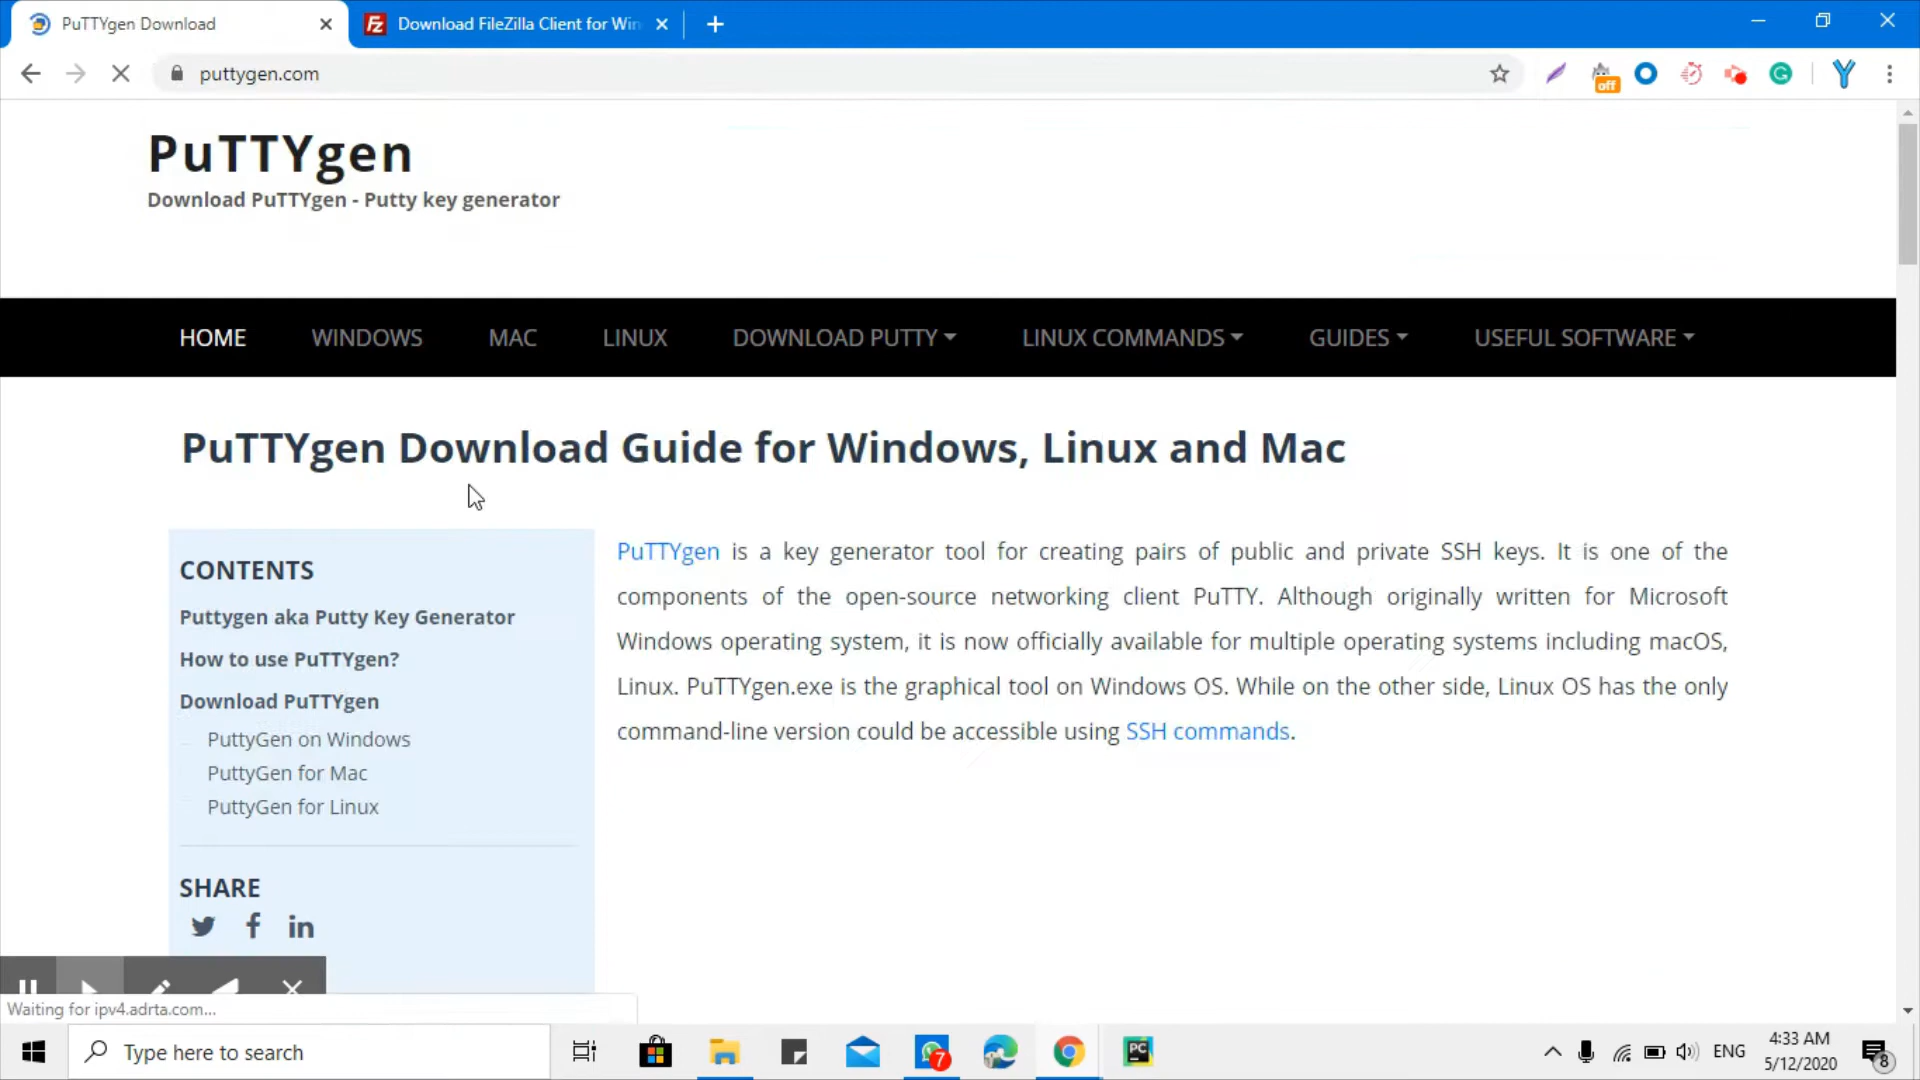 PuTTYgen Download
Download FileZilla Client for Win
puttygen.com
off
PuTTYgen
Download PuTTYgen - Putty key generator
HOME WINDOWS MAC LINUX DOWNLOAD PUTTY LINUX COMMANDS GUIDES USEFUL SOFTWARE
PuTTYgen Download Guide for Windows, Linux and Mac
CONTENTS
Puttygen aka Putty Key Generator
How to use PuTTYgen?
Download PuTTYgen
PuttyGen on Windows
PuttyGen for Mac
PuttyGen for Linux
SHARE
PuTTYgen is a key generator tool for creating pairs of public and private SSH keys. It is one of the
components of the open-source networking client PuTTY. Although originally written for Microsoft
Windows operating system, it is now officially available for multiple operating systems including macOS,
Linux. PuTTYgen.exe is the graphical tool on Windows OS. While on the other side, Linux OS has the only
command-line version could be accessible using SSH commands.
Waiting for ipv4.adrta.com...
Type here to search
7
PC
ENG
4:33 AM
5/12/2020
8